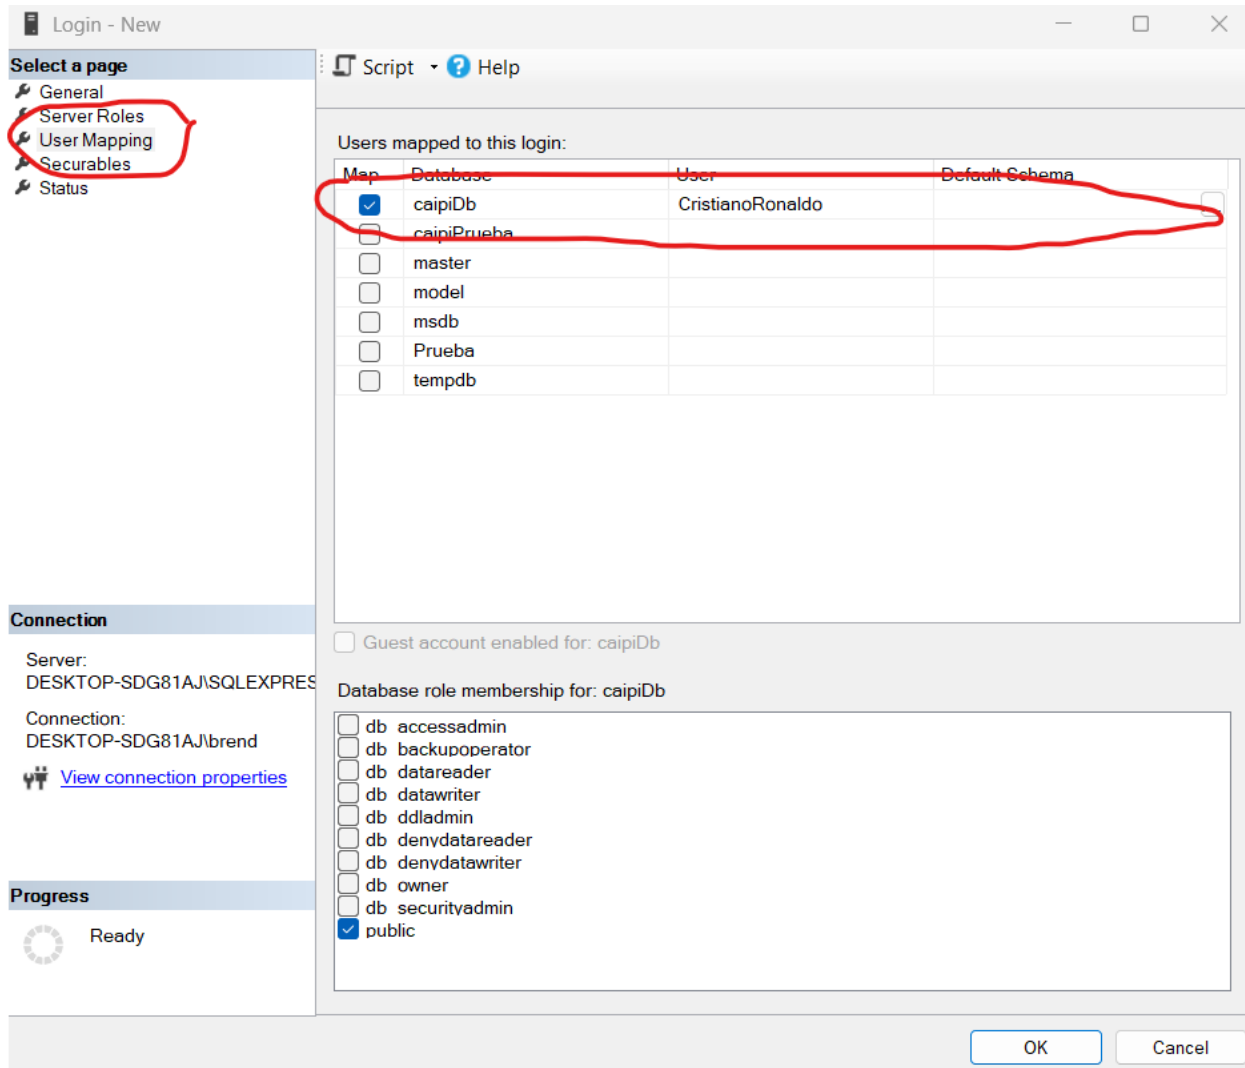 Login - New
Select a page
General
Server Roles
User Mapping
Securables
Status
Script
Help
Users mapped to this login:
Map Database User Default Schema
caipiDb CristianoRonaldo
caipiPrueba
master
model
msdb
Prueba
tempdb
Guest account enabled for: caipiDb
Database role membership for: caipiDb
db_accessadmin
db_backupoperator
db_datareader
db_datawriter
db_ddladmin
db_denydatareader
db_denydatawriter
db_owner
db_securityadmin
public
Connection
Server:
DESKTOP-SDG81AJ\SQLEXPRES
Connection:
DESKTOP-SDG81AJ\brend
View connection properties
Progress
Ready
OK Cancel